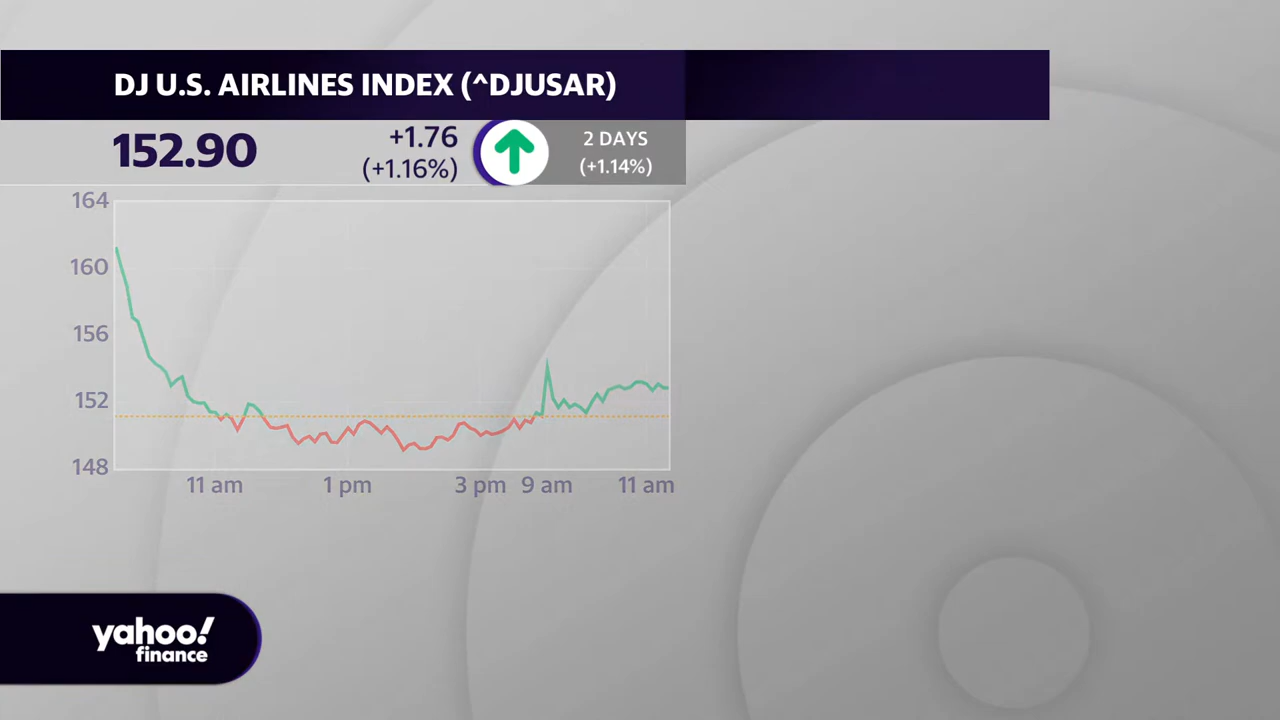 DJ U.S. AIRLINES INDEX (^DJUSAR)
152.90
+1.76
(+1.16%)
2 DAYS
(+1.14%)
164
160
156
152
148
11 am 1 pm 3 pm 9 am 11 am
yahoo!
finance